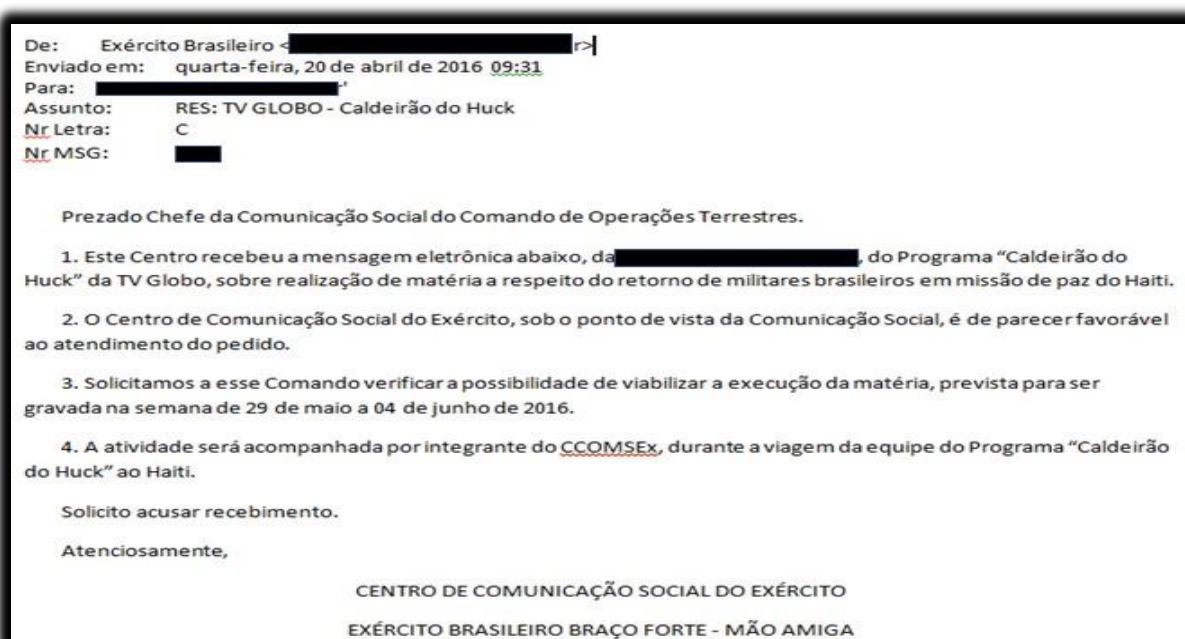 De: Exército Brasileiro < r>
Enviado em: quarta-feira, 20 de abril de 2016 09:31
Para: r'
Assunto: RES: TV GLOBO - Caldeirão do Huck
Nr Letra: C
Nr MSG:
Prezado Chefe da Comunicação Social do Comando de Operações Terrestres.
1. Este Centro recebeu a mensagem eletrônica abaixo, da , do Programa “Caldeirão do
Huck” da TV Globo, sobre realização de matéria a respeito do retorno de militares brasileiros em missão de paz do Haiti.
2. O Centro de Comunicação Social do Exército, sob o ponto de vista da Comunicação Social, é de parecer favorável
ao atendimento do pedido.
3. Solicitamos a esse Comando verificar a possibilidade de viabilizar a execução da matéria, prevista para ser
gravada na semana de 29 de maio a 04 de junho de 2016.
4. A atividade será acompanhada por integrante do CCOMSEx, durante a viagem da equipe do Programa “Caldeirão
do Huck” ao Haiti.
Solicito acusar recebimento.
Atenciosamente,
CENTRO DE COMUNICAÇÃO SOCIAL DO EXÉRCITO
EXÉRCITO BRASILEIRO BRAÇO FORTE - MÃO AMIGA